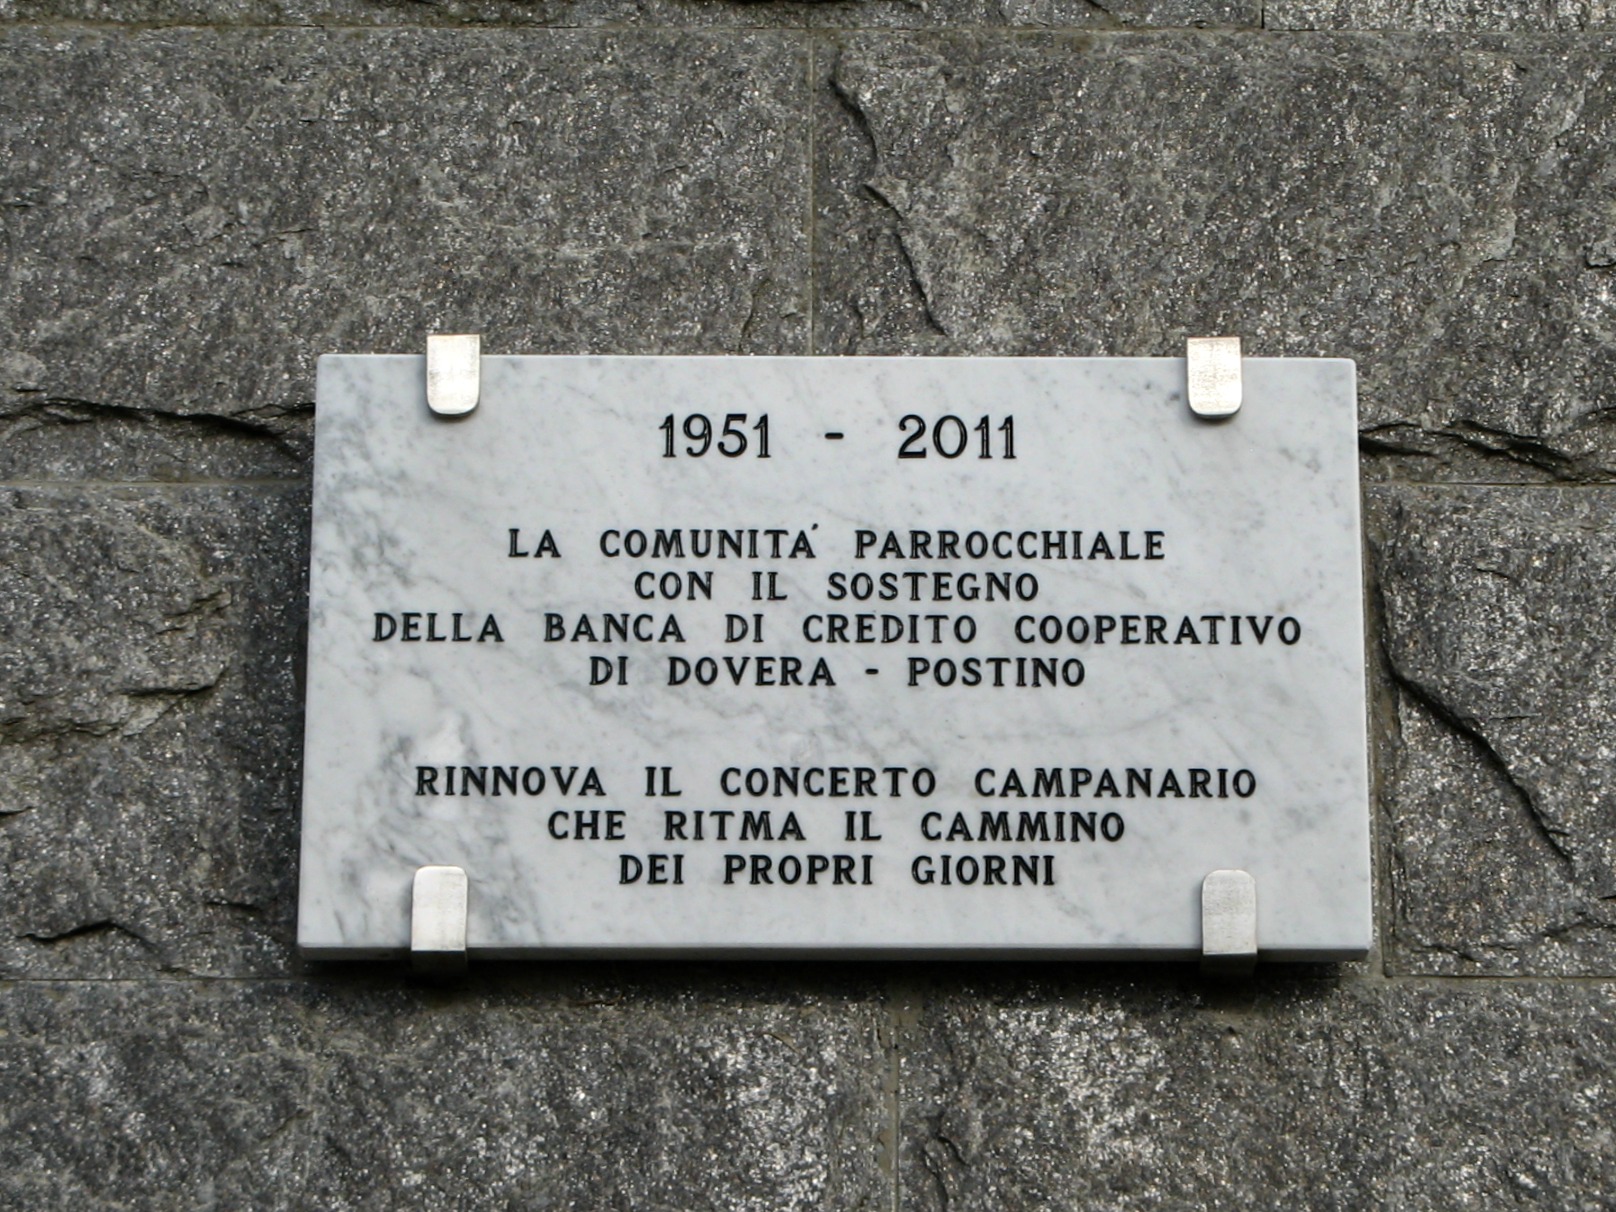 1951 - 2011
LA COMUNITA´ PARROCCHIALE
CON IL SOSTEGNO
DELLA BANCA DI CREDITO COOPERATIVO
DI DOVERA - POSTINO
RINNOVA IL CONCERTO CAMPANARIO
CHE RITMA IL CAMMINO
DEI PROPRI GIORNI